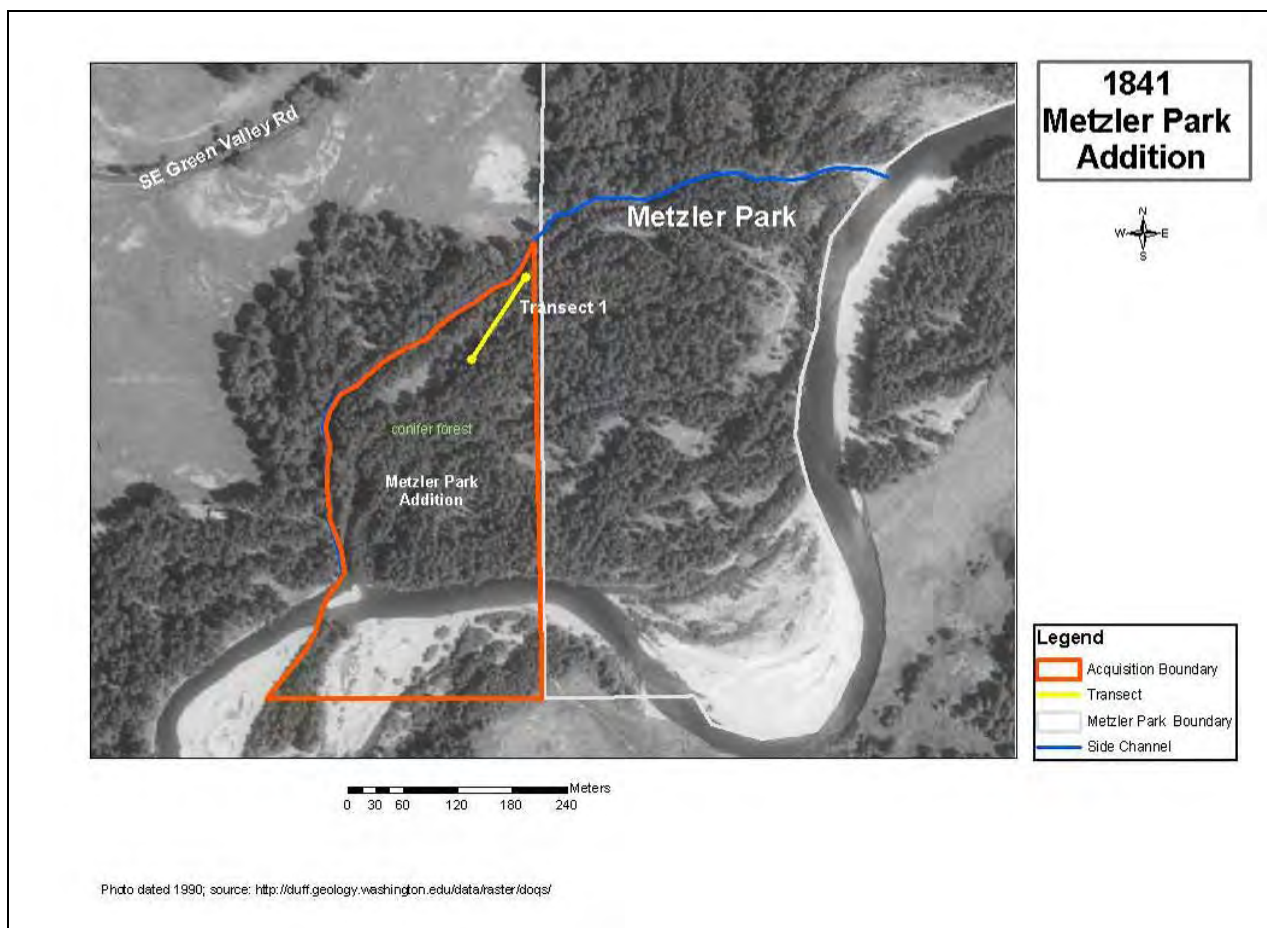 1841
Metzler Park
Addition
SE Green Valley Rd
N
W E
S
Metzler Park
Transect 1
conifer forest
Metzler Park
Addition
Legend
Acquisition Boundary
Transect
Metzler Park Boundary
Side Channel
Meters
0 30 60 120 180 240
Photo dated 1990; source: http://duff.geology.washington.edu/data/raster/doqs/